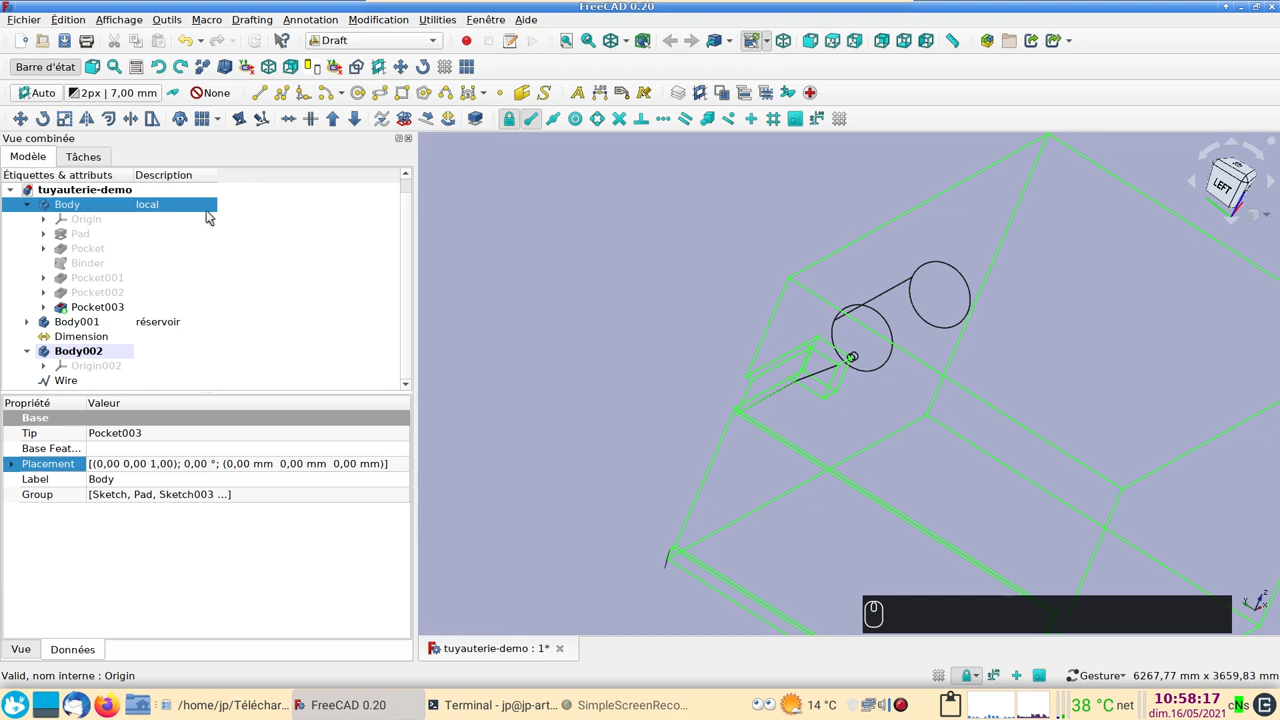 FreeCAD 0.20
Fichier Édition Affichage Outils Macro Drafting Annotation Modification Utilities Fenêtre Aide
Draft
Barre d'état
Auto 2px | 7,00 mm None
Vue combinée
Modèle Tâches
Étiquettes & attributs Description
tuyauterie-demo
Body local
Origin
Pad
Pocket
Binder
Pocket001
Pocket002
Pocket003
Body001 réservoir
Dimension
Body002
Origin002
Wire
Propriété Valeur
Base
Tip Pocket003
Base Feat...
Placement [(0,00 0,00 1,00); 0,00 °; (0,00 mm 0,00 mm 0,00 mm)]
Label Body
Group [Sketch, Pad, Sketch003 ...]
LEFT
Z
Y
X
Vue Données
tuyauterie-demo : 1*
Valid, nom interne : Origin
Gesture 6267,77 mm x 3659,83 mm
/home/jp/Téléchar...
FreeCAD 0.20
Terminal - jp@jp-art...
SimpleScreenReco...
14 °C
38 °C net
10:58:17
dim.16/05/2021
cNs